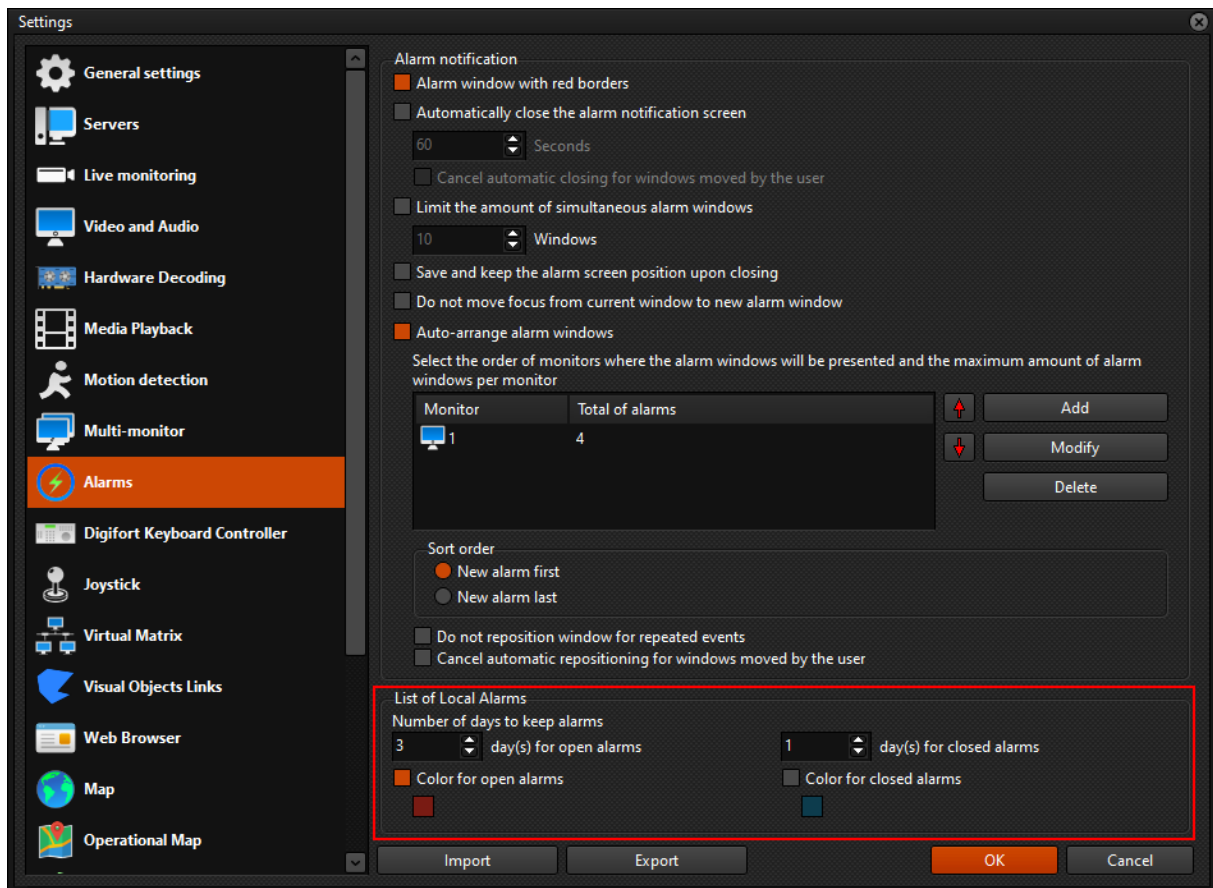 Settings
General settings
Servers
Live monitoring
Video and Audio
Hardware Decoding
Media Playback
Motion detection
Multi-monitor
Alarms
Digifort Keyboard Controller
Joystick
Virtual Matrix
Visual Objects Links
Web Browser
Map
Operational Map
Alarm notification
Alarm window with red borders
Automatically close the alarm notification screen
60 Seconds
Cancel automatic closing for windows moved by the user
Limit the amount of simultaneous alarm windows
10 Windows
Save and keep the alarm screen position upon closing
Do not move focus from current window to new alarm window
Auto-arrange alarm windows
Select the order of monitors where the alarm windows will be presented and the maximum amount of alarm
windows per monitor
Monitor Total of alarms
1 4
Add
Modify
Delete
Sort order
New alarm first
New alarm last
Do not reposition window for repeated events
Cancel automatic repositioning for windows moved by the user
List of Local Alarms
Number of days to keep alarms
3 day(s) for open alarms 1 day(s) for closed alarms
Color for open alarms Color for closed alarms
Import Export OK Cancel